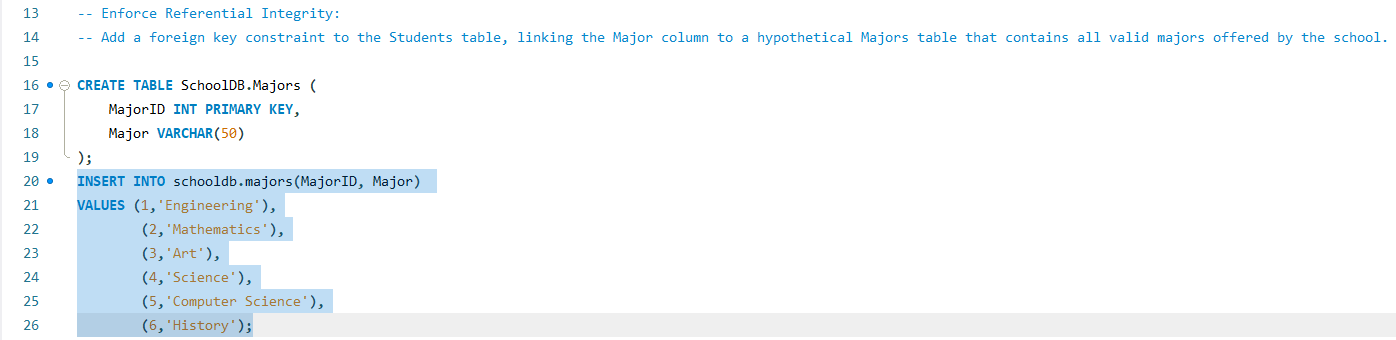 13 -- Enforce Referential Integrity:
14 -- Add a foreign key constraint to the Students table, linking the Major column to a hypothetical Majors table that contains all valid majors offered by the school.
15
16 CREATE TABLE SchoolDB.Majors (
17 MajorID INT PRIMARY KEY,
18 Major VARCHAR(50)
19 );
20 INSERT INTO schooldb.majors(MajorID, Major)
21 VALUES (1,'Engineering'),
22 (2,'Mathematics'),
23 (3,'Art'),
24 (4,'Science'),
25 (5,'Computer Science'),
26 (6,'History');